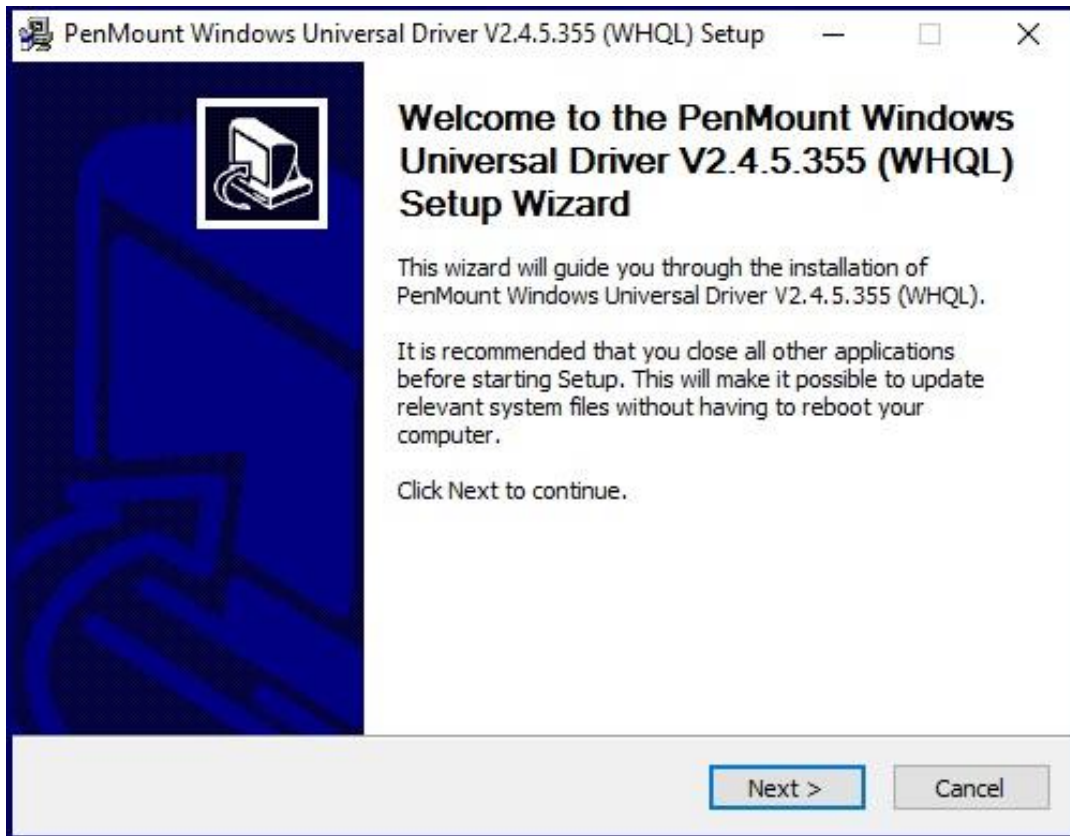 PenMount Windows Universal Driver V2.4.5.355 (WHQL) Setup
Welcome to the PenMount Windows
Universal Driver V2.4.5.355 (WHQL)
Setup Wizard
This wizard will guide you through the installation of
PenMount Windows Universal Driver V2.4.5.355 (WHQL).
It is recommended that you close all other applications
before starting Setup. This will make it possible to update
relevant system files without having to reboot your
computer.
Click Next to continue.
Next >
Cancel